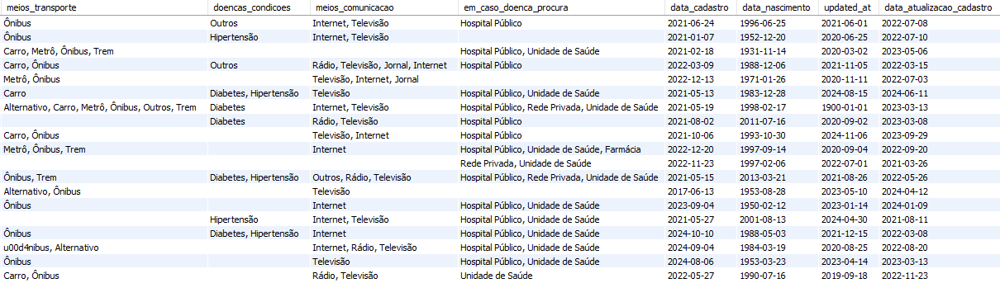 meios_transporte doencas_condicoes meios_comunicacao em_caso_doenca_procura data_cadastro data_nascimento updated_at data_atualizacao_cadastro
Ônibus Outros Internet, Televisão Hospital Público 2021-06-24 1996-06-25 2021-06-01 2022-07-08
Ônibus Hipertensão Internet, Televisão 2021-01-07 1952-12-20 2020-06-25 2022-07-10
Carro, Metrô, Ônibus, Trem Hospital Público, Unidade de Saúde 2021-02-18 1931-11-14 2020-03-02 2023-05-06
Carro, Ônibus Outros Rádio, Televisão, Jornal, Internet Hospital Público 2022-03-09 1988-12-06 2021-11-05 2022-03-15
Metrô, Ônibus Televisão, Internet, Jornal 2022-12-13 1971-01-26 2020-11-11 2022-07-03
Carro Diabetes, Hipertensão Televisão Hospital Público, Unidade de Saúde 2021-05-13 1983-12-28 2024-08-15 2024-06-11
Alternativo, Carro, Metrô, Ônibus, Outros, Trem Diabetes Internet, Televisão Hospital Público, Rede Privada, Unidade de Saúde 2021-05-19 1998-02-17 1900-01-01 2023-03-13
Diabetes Rádio, Televisão Hospital Público 2021-08-02 2011-07-16 2020-09-02 2023-03-08
Carro, Ônibus Televisão, Internet Hospital Público 2021-10-06 1993-10-30 2024-11-06 2023-09-29
Metrô, Ônibus, Trem Internet Hospital Público, Unidade de Saúde, Farmácia 2022-12-20 1997-09-14 2020-09-04 2022-09-20
Rede Privada, Unidade de Saúde 2022-11-23 1997-02-06 2022-07-01 2021-03-26
Ônibus, Trem Diabetes, Hipertensão Outros, Rádio, Televisão Hospital Público, Rede Privada, Unidade de Saúde 2021-05-15 2013-03-21 2021-08-26 2022-05-26
Alternativo, Ônibus Televisão 2017-06-13 1953-08-28 2023-05-10 2024-04-12
Ônibus Internet Hospital Público, Unidade de Saúde 2023-09-04 1950-02-12 2023-01-14 2024-01-09
Hipertensão Internet, Televisão Hospital Público, Unidade de Saúde 2021-05-27 2001-08-13 2024-04-30 2021-08-11
Ônibus Diabetes, Hipertensão Internet Hospital Público, Unidade de Saúde 2024-10-10 1988-05-03 2021-12-15 2022-03-08
u00d4nibus, Alternativo Internet, Rádio, Televisão Hospital Público, Unidade de Saúde 2024-09-04 1984-03-19 2020-08-25 2022-08-20
Ônibus Televisão Hospital Público, Unidade de Saúde 2024-08-06 1953-03-23 2023-04-14 2023-03-13
Carro, Ônibus Rádio, Televisão Unidade de Saúde 2022-05-27 1990-07-16 2019-09-18 2022-11-23